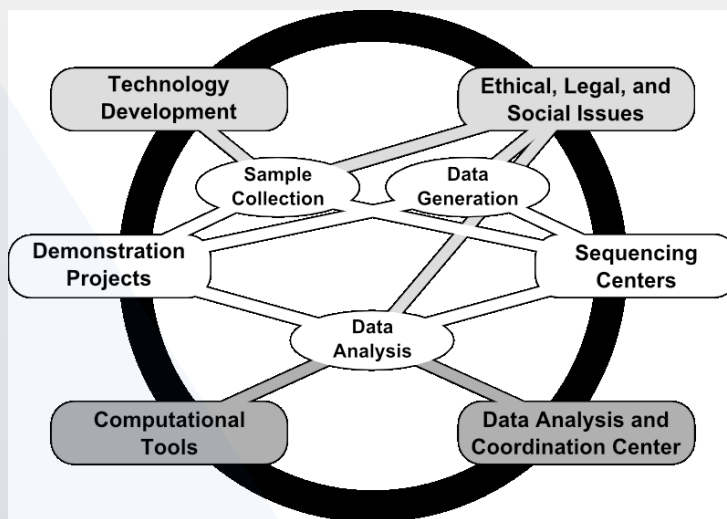 Technology
Development
Ethical, Legal, and
Social Issues
Sample
Collection
Data
Generation
Demonstration
Projects
Sequencing
Centers
Data
Analysis
Computational
Tools
Data Analysis and
Coordination Center